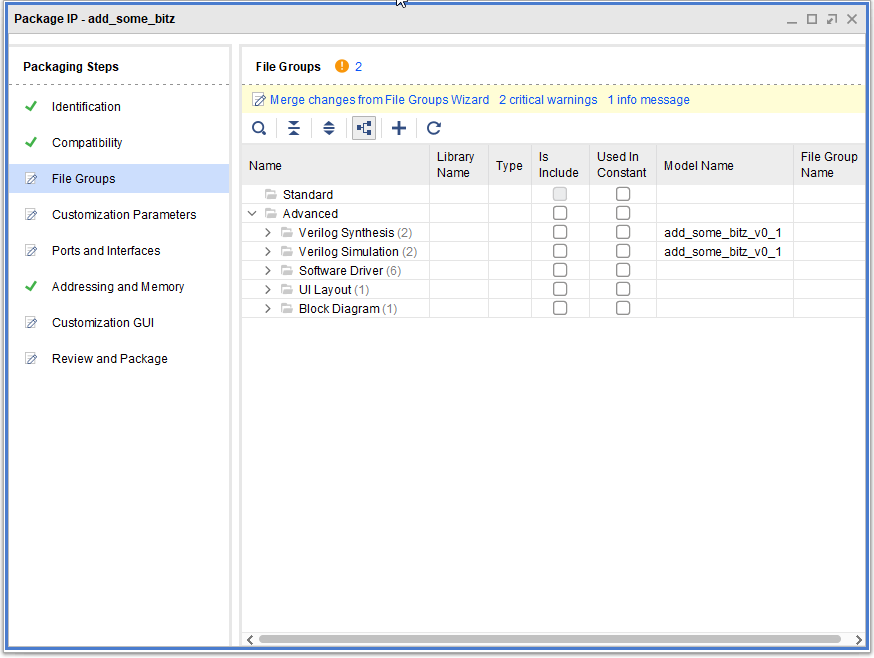 Package IP - add_some_bitz
Packaging Steps
Identification
Compatibility
File Groups
Customization Parameters
Ports and Interfaces
Addressing and Memory
Customization GUI
Review and Package
File Groups 2
Merge changes from File Groups Wizard 2 critical warnings 1 info message
Name Library Name Type Is Include Used In Constant Model Name File Group Name
Standard
Advanced
Verilog Synthesis (2) add_some_bitz_v0_1
Verilog Simulation (2) add_some_bitz_v0_1
Software Driver (6)
UI Layout (1)
Block Diagram (1)